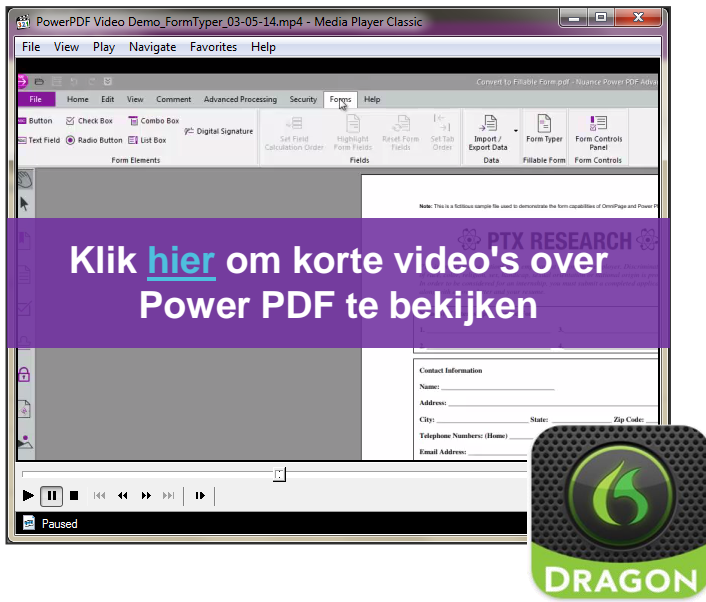 PowerPDF Video Demo_FormTyper_03-05-14.mp4 - Media Player Classic
File View Play Navigate Favorites Help
Convert to Fillable Form.pdf - Nuance Power PDF Adva
File Home Edit View Comment Advanced Processing Security Forms Help
Button Check Box Combo Box
Digital Signature
Text Field Radio Button List Box
Set Field Calculation Order
Highlight Form Fields
Reset Form Fields
Set Tab Order
Import / Export Data
Form Typer
Form Controls Panel
Form Elements Fields Data Fillable Form Form Controls
Note: This is a fictitious sample file used to demonstrate the form capabilities of OmniPage and Power P
PTX RESEARCH
Klik hier om korte video's over
Power PDF te bekijken
Contact Information
Name:
Address:
City: State: Zip Code:
Telephone Numbers: (Home)
Email Address:
Paused
DRAGON